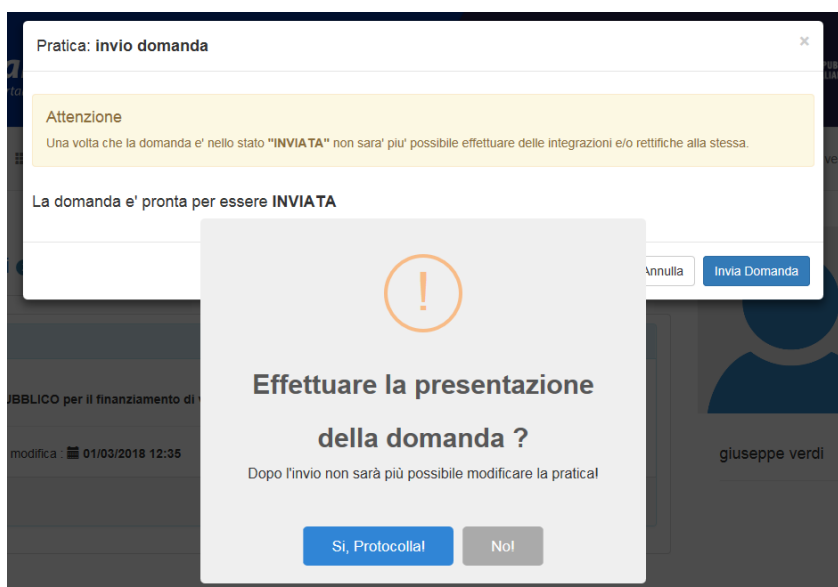 Pratica: invio domanda
×
Attenzione
Una volta che la domanda e' nello stato "INVIATA" non sara' piu' possibile effettuare delle integrazioni e/o rettifiche alla stessa.
La domanda e' pronta per essere INVIATA
Annulla
Invia Domanda
!
Effettuare la presentazione
della domanda ?
Dopo l'invio non sarà più possibile modificare la pratica!
Si, Protocolla!
No!
per il finanziamento di
modifica : 01/03/2018 12:35
giuseppe verdi